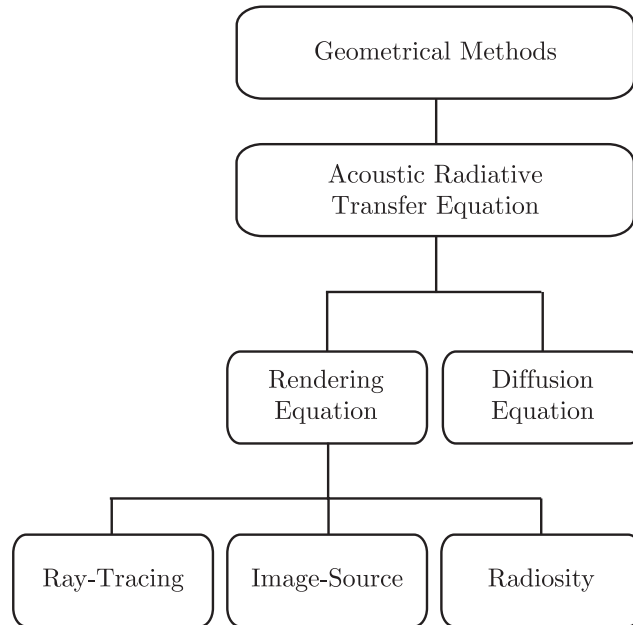 Geometrical Methods
Acoustic Radiative
Transfer Equation
Rendering
Equation
Diffusion
Equation
Ray-Tracing
Image-Source
Radiosity